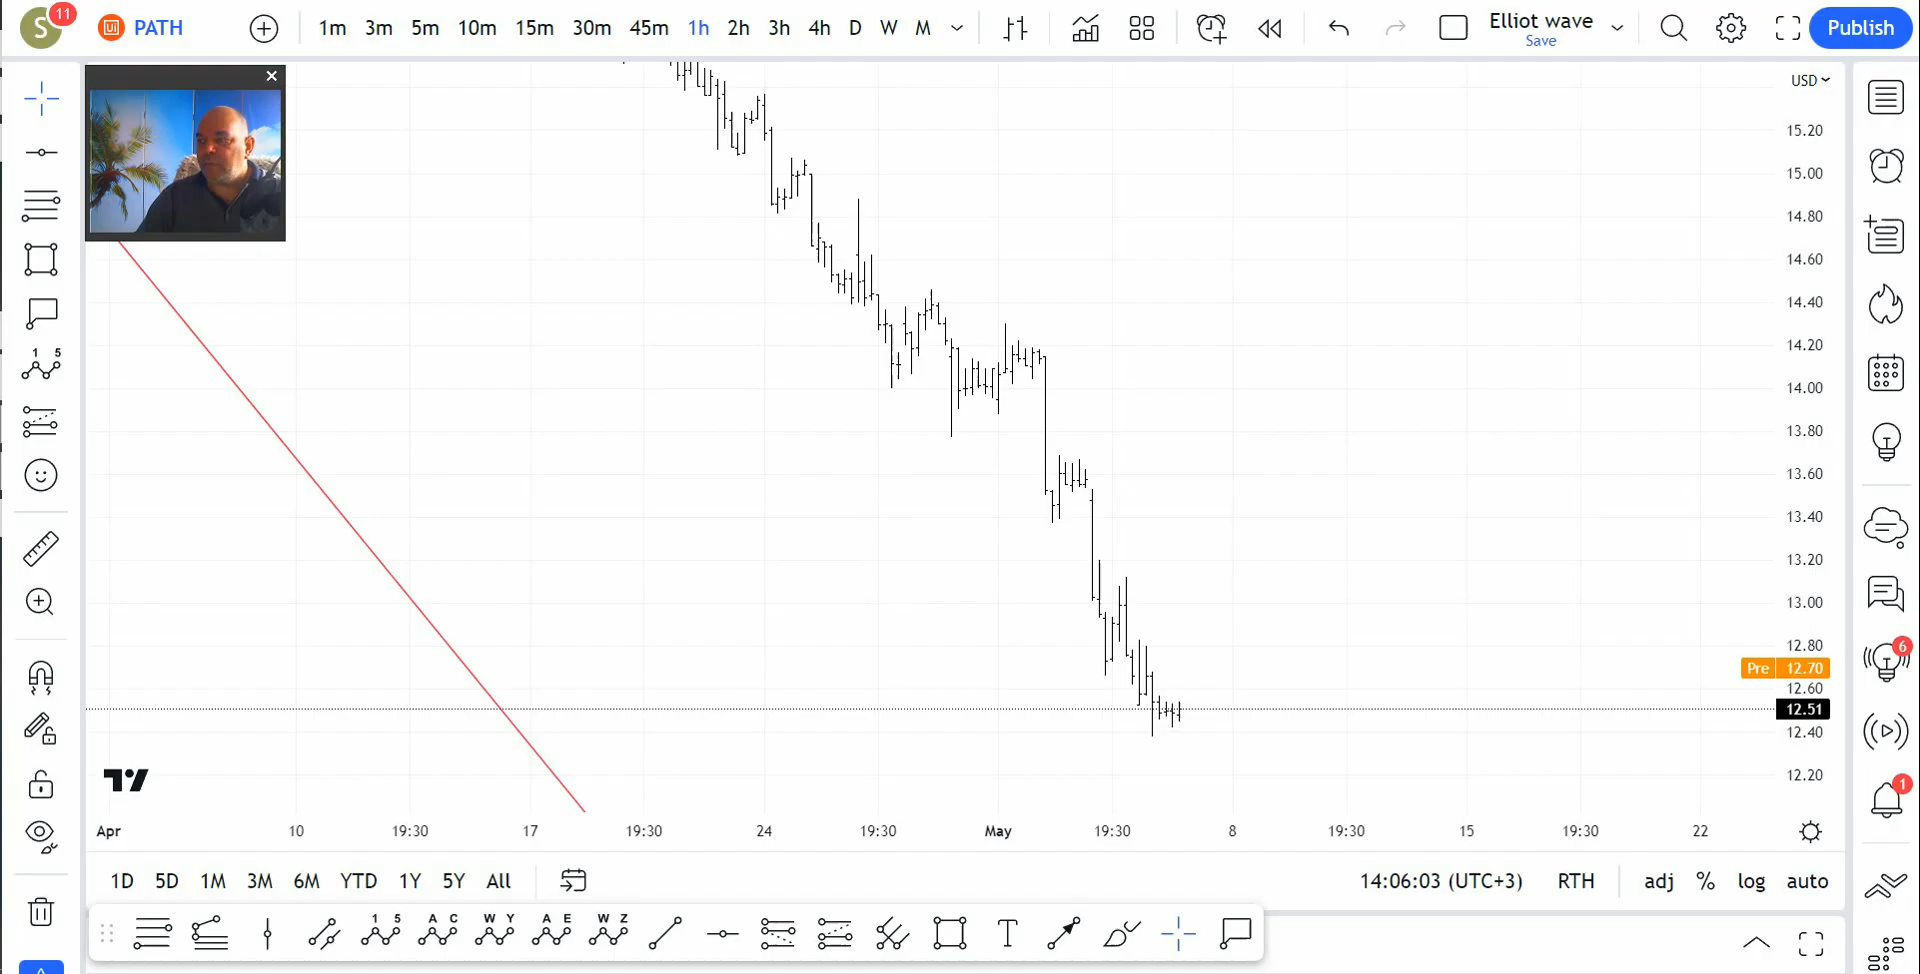 S 11 Ui PATH 1m 3m 5m 10m 15m 30m 45m 1h 2h 3h 4h D W M Elliot wave Publish
Save
USD
15.20
15.00
14.80
14.60
14.40
14.20
14.00
13.80
13.60
13.40
13.20
13.00
12.80
Pre 12.70
12.60
12.51
12.40
12.20
1 5
6
1
Apr 10 19:30 17 19:30 24 19:30 May 19:30 8 19:30 15 19:30 22
1D 5D 1M 3M 6M YTD 1Y 5Y All 14:06:03 (UTC+3) RTH adj % log auto
1 5 A C W Y A E W Z T